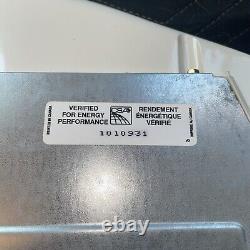 VERIFIED
FOR ENERGY
PERFORMANCE
RENDEMENT
ÉNERGÉTIQUE
VÉRIFIÉ
1010931